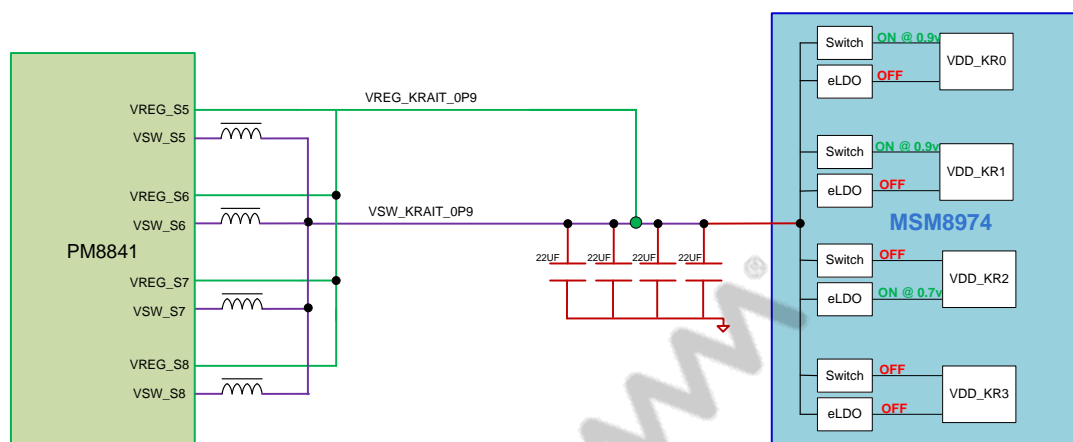 PM8841
VREG_S5
VSW_S5
VREG_S6
VSW_S6
VREG_S7
VSW_S7
VREG_S8
VSW_S8
VREG_KRAIT_0P9
VSW_KRAIT_0P9
22UF 22UF 22UF 22UF
MSM8974
Switch ON @ 0.9v
eLDO OFF
VDD_KR0
Switch ON @ 0.9v
eLDO OFF
VDD_KR1
Switch OFF
eLDO ON @ 0.7v
VDD_KR2
Switch OFF
eLDO OFF
VDD_KR3